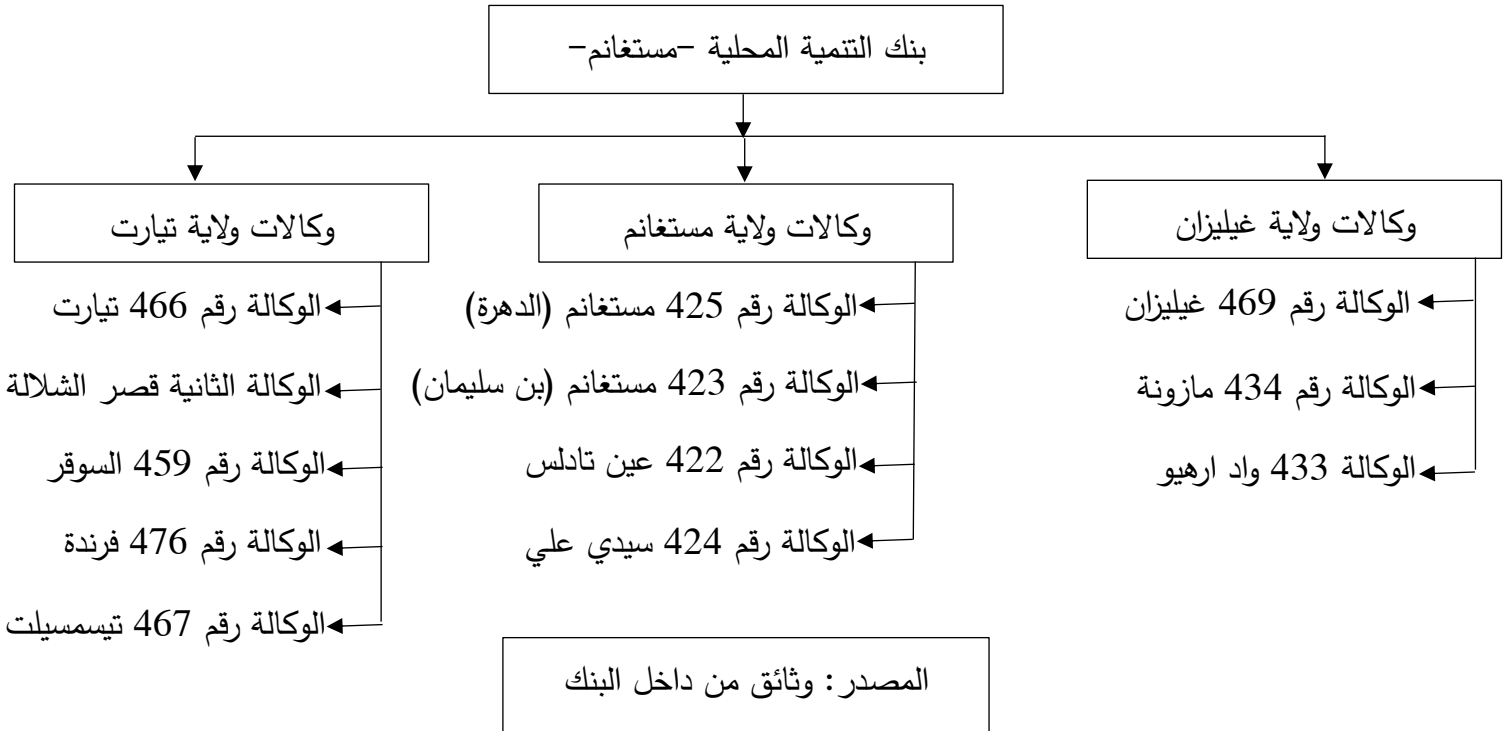 بنك التنمية المحلية -مستغانم-
وكالات ولاية غيليزان
الوكالة رقم 469 غيليزان
الوكالة رقم 434 مازونة
الوكالة 433 واد ارهيو
وكالات ولاية مستغانم
الوكالة رقم 425 مستغانم (الدهرة)
الوكالة رقم 423 مستغانم (بن سليمان)
الوكالة رقم 422 عين تادلس
الوكالة رقم 424 سيدي علي
وكالات ولاية تيارت
الوكالة رقم 466 تيارت
الوكالة الثانية قصر الشلالة
الوكالة رقم 459 السوقر
الوكالة رقم 476 فرندة
الوكالة رقم 467 تيسمسيلت
المصدر: وثائق من داخل البنك